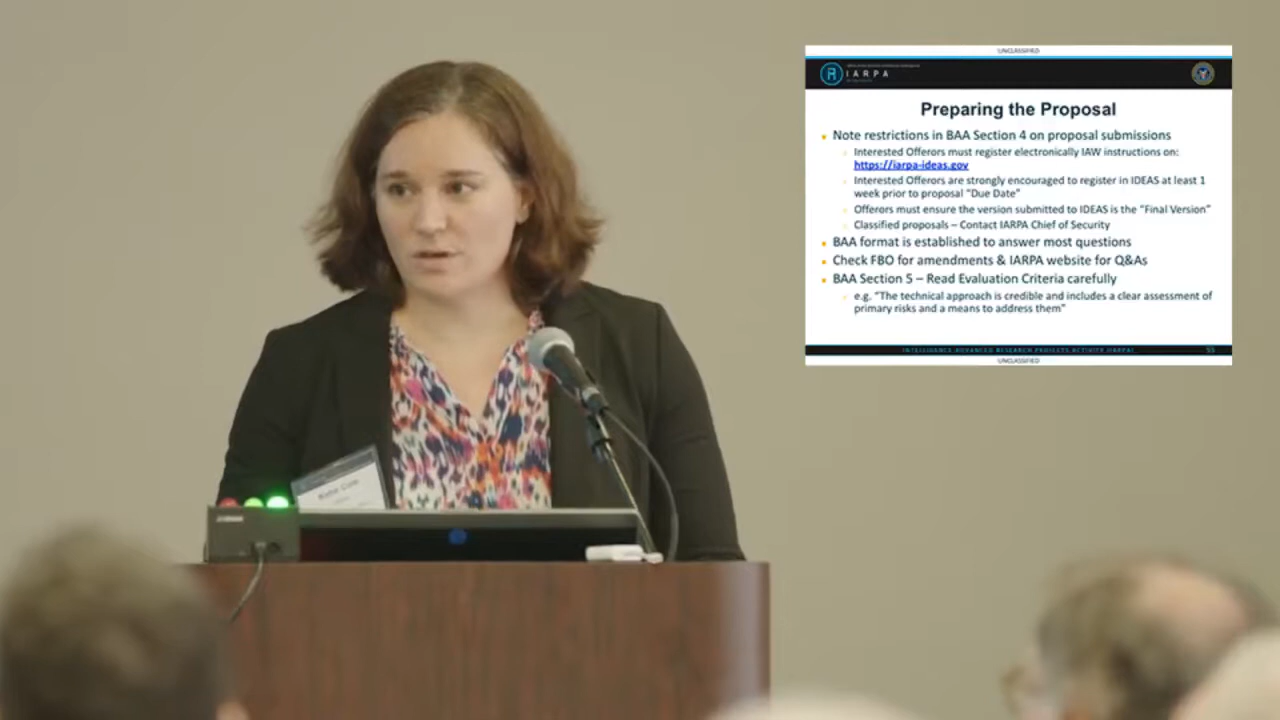 UNCLASSIFIED
IARPA
Preparing the Proposal
Note restrictions in BAA Section 4 on proposal submissions
Interested Offerors must register electronically IAW instructions on:
https://iarpa-ideas.gov
Interested Offerors are strongly encouraged to register in IDEAS at least 1
week prior to proposal "Due Date"
Offerors must ensure the version submitted to IDEAS is the "Final Version"
Classified proposals – Contact IARPA Chief of Security
BAA format is established to answer most questions
Check FBO for amendments & IARPA website for Q&As
BAA Section 5 – Read Evaluation Criteria carefully
e.g. "The technical approach is credible and includes a clear assessment of
primary risks and a means to address them"
INTELLIGENCE ADVANCED RESEARCH PROJECTS ACTIVITY (IARPA)
UNCLASSIFIED